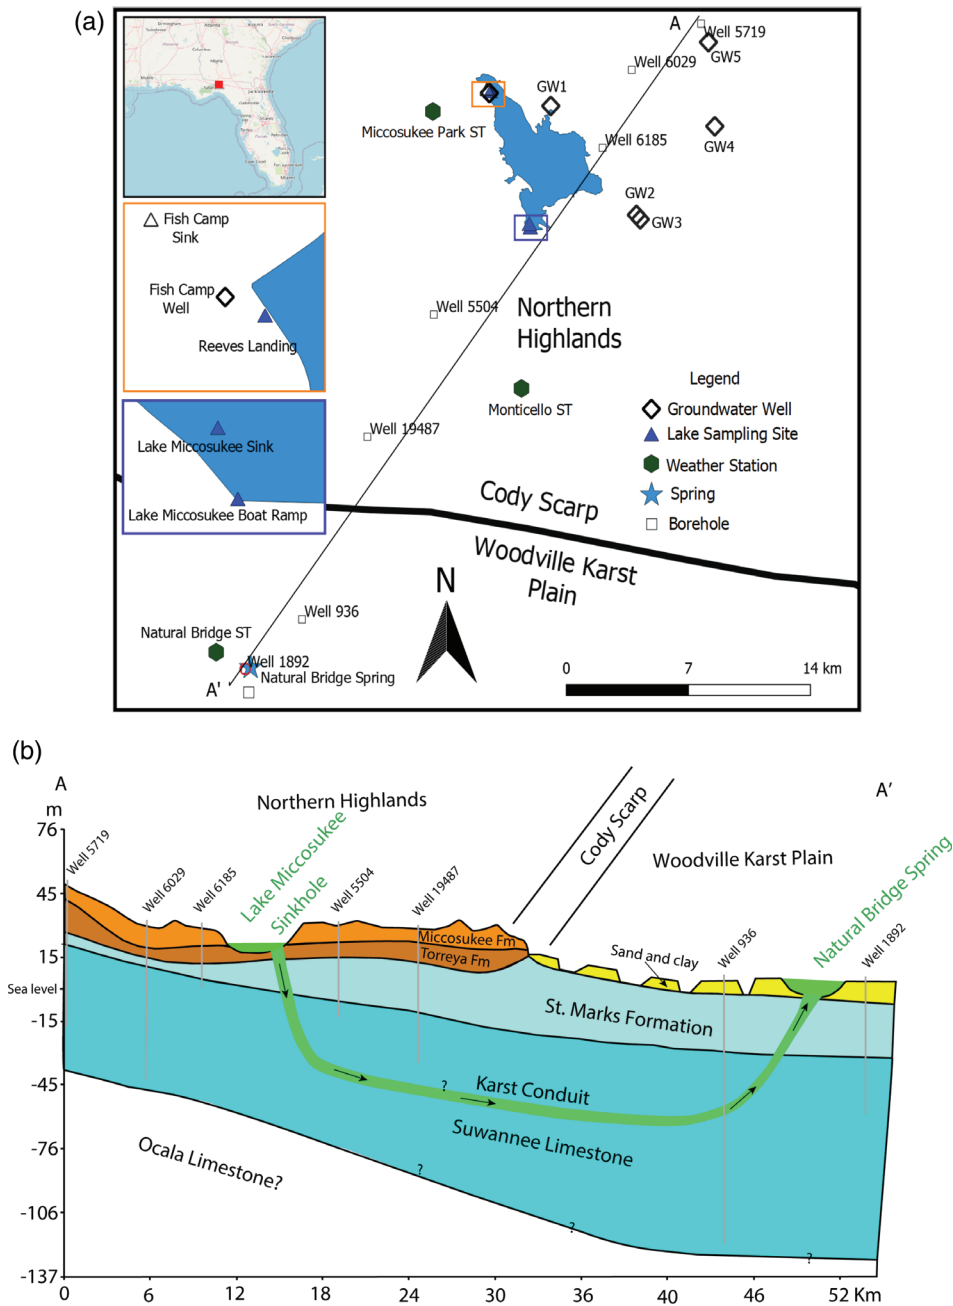 (a)
A
Well 5719
GW5
Well 6029
GW1
Miccosukee Park ST
Well 6185
GW4
Fish Camp
Sink
GW2
GW3
Fish Camp
Well
Reeves Landing
Well 5504
Northern
Highlands
Legend
Groundwater Well
Lake Sampling Site
Weather Station
Spring
Borehole
Monticello ST
Well 19487
Lake Miccosukee Sink
Lake Miccosukee Boat Ramp
Cody Scarp
Woodville Karst
Plain
N
Well 936
Natural Bridge ST
Well 1892
Natural Bridge Spring
A'
0 7 14 km
(b)
A
A'
m
Northern Highlands
Cody Scarp
Woodville Karst Plain
Natural Bridge Spring
Lake Miccosukee
Sinkhole
76
45
15
Sea level
-15
-45
-76
-106
-137
Well 5719
Well 6029
Well 6185
Well 5504
Well 19487
Well 936
Well 1892
Miccosukee Fm
Torreya Fm
Sand and clay
St. Marks Formation
?
Karst Conduit
Suwannee Limestone
Ocala Limestone?
?
?
?
0 6 12 18 24 30 36 40 46 52 Km